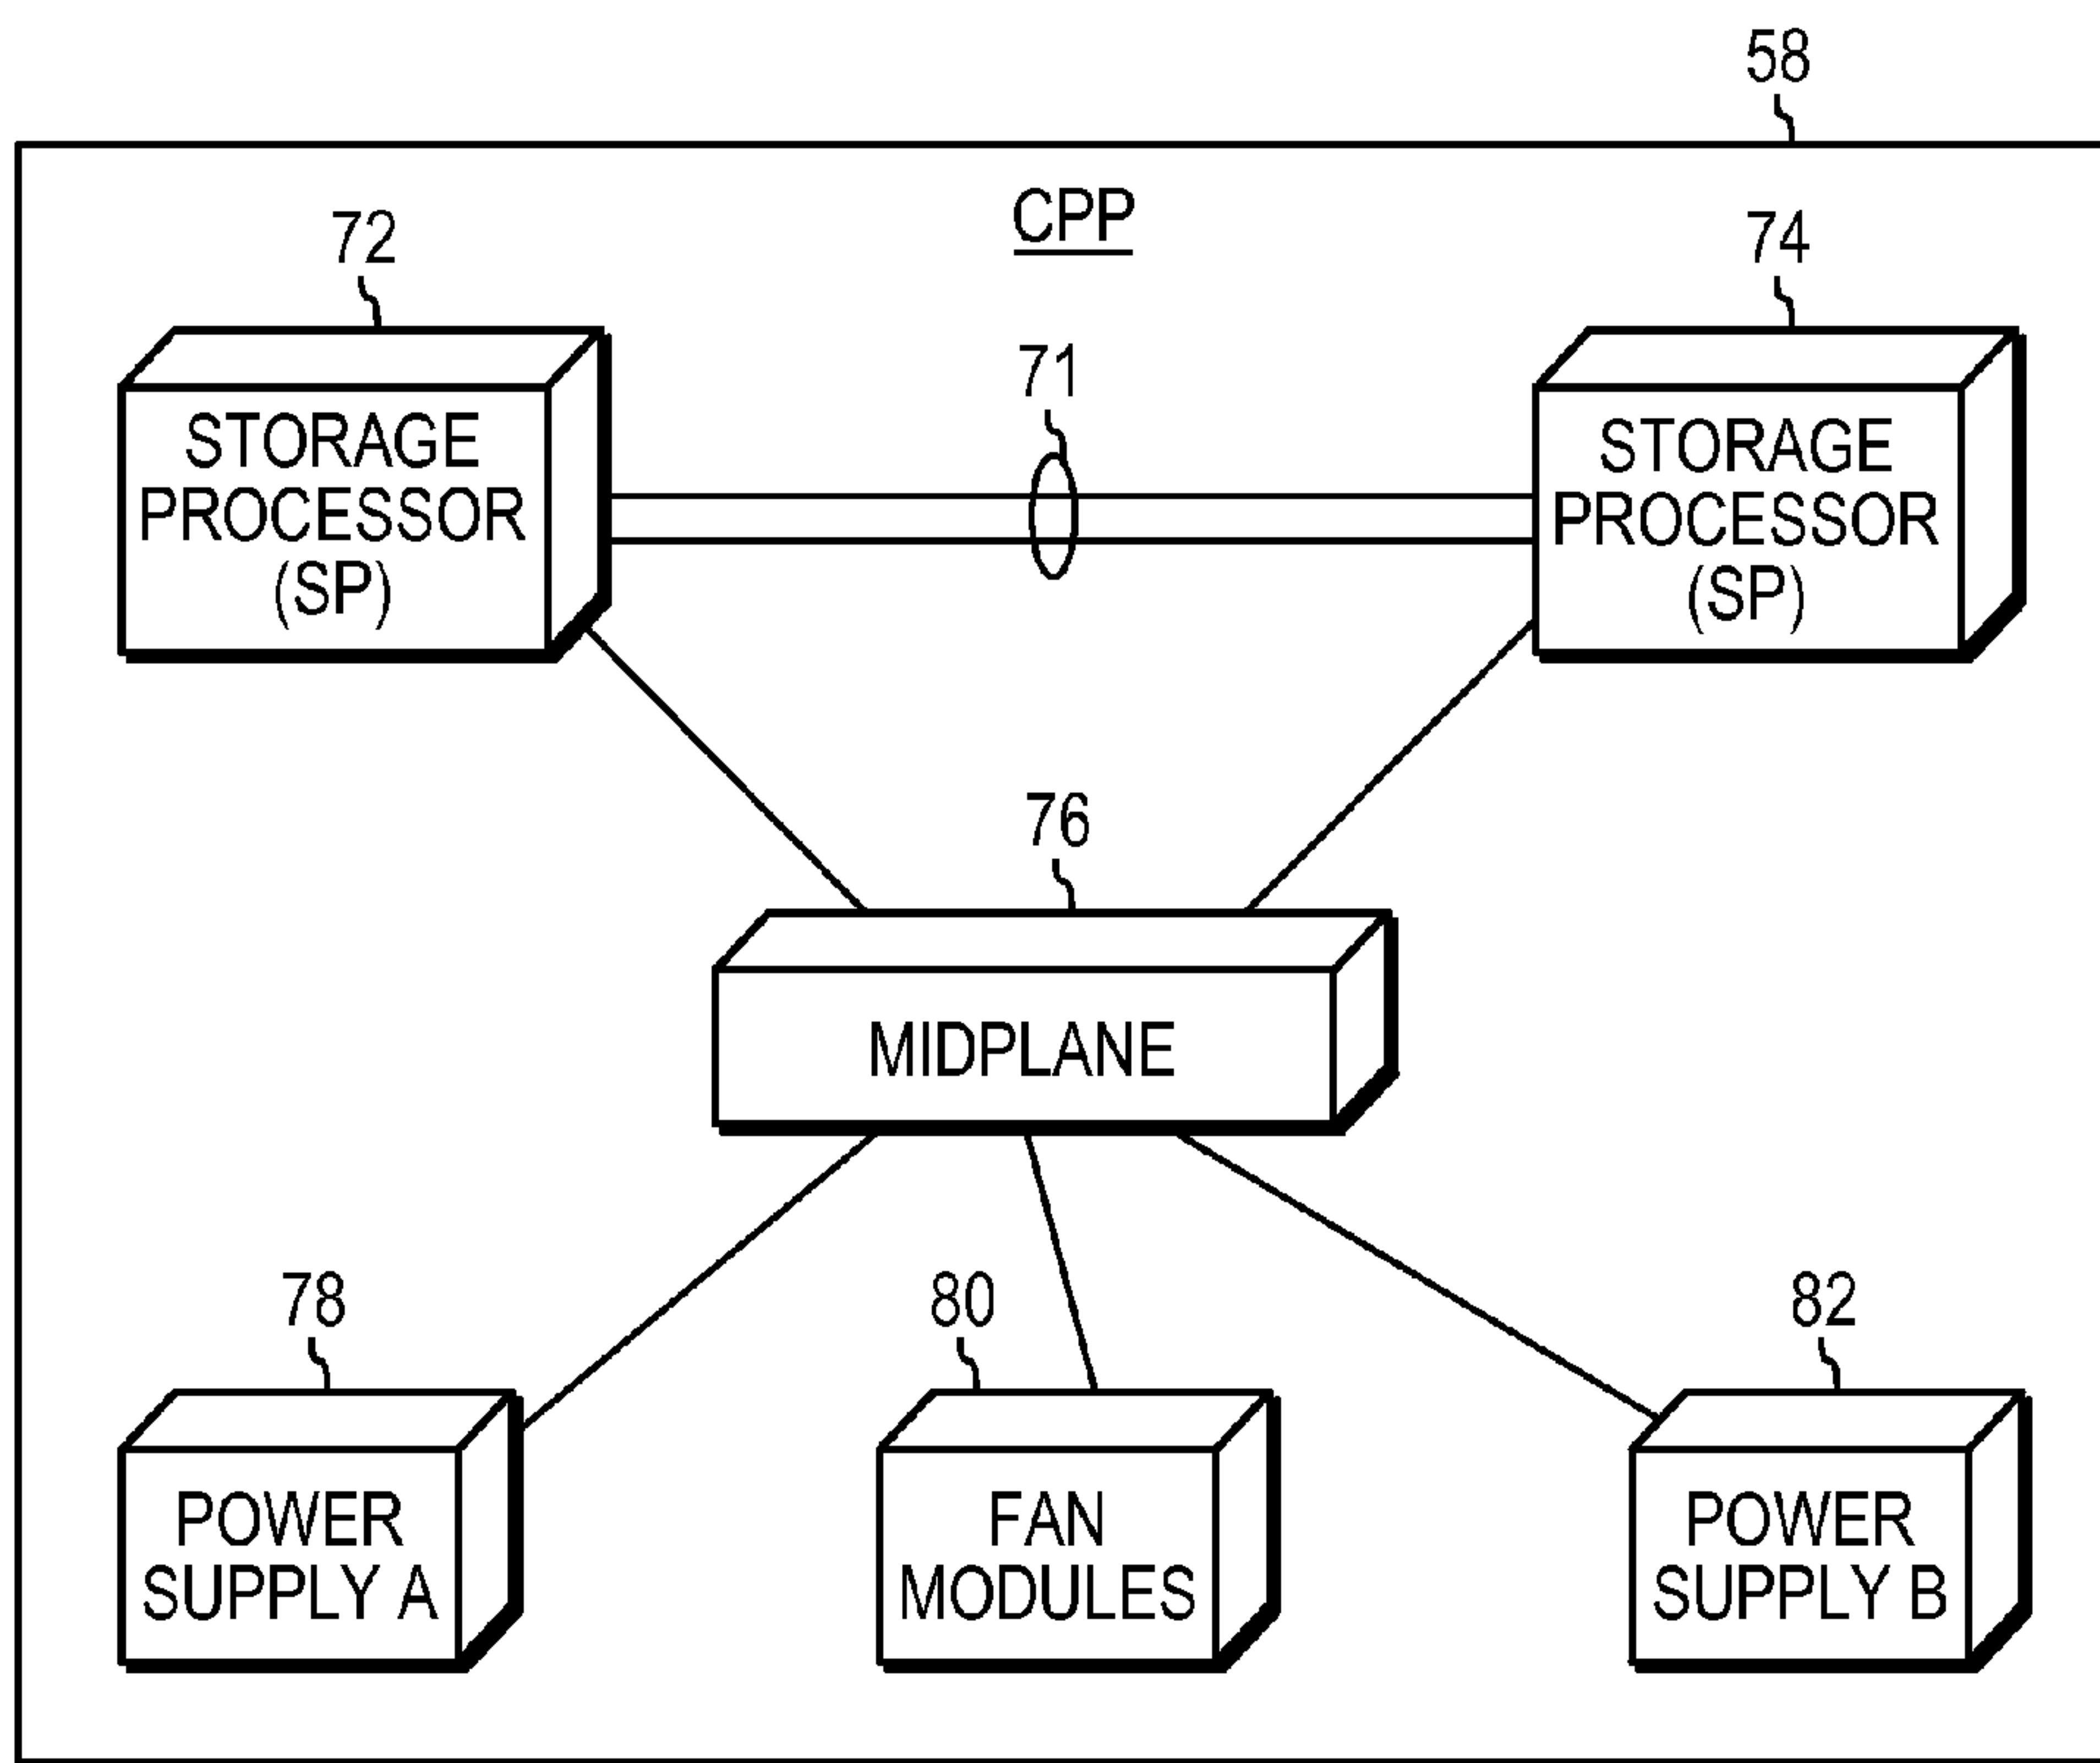 58
CPP
72
74
71
STORAGE
PROCESSOR
(SP)
STORAGE
PROCESSOR
(SP)
76
MIDPLANE
78
80
82
POWER
SUPPLY A
FAN
MODULES
POWER
SUPPLY B